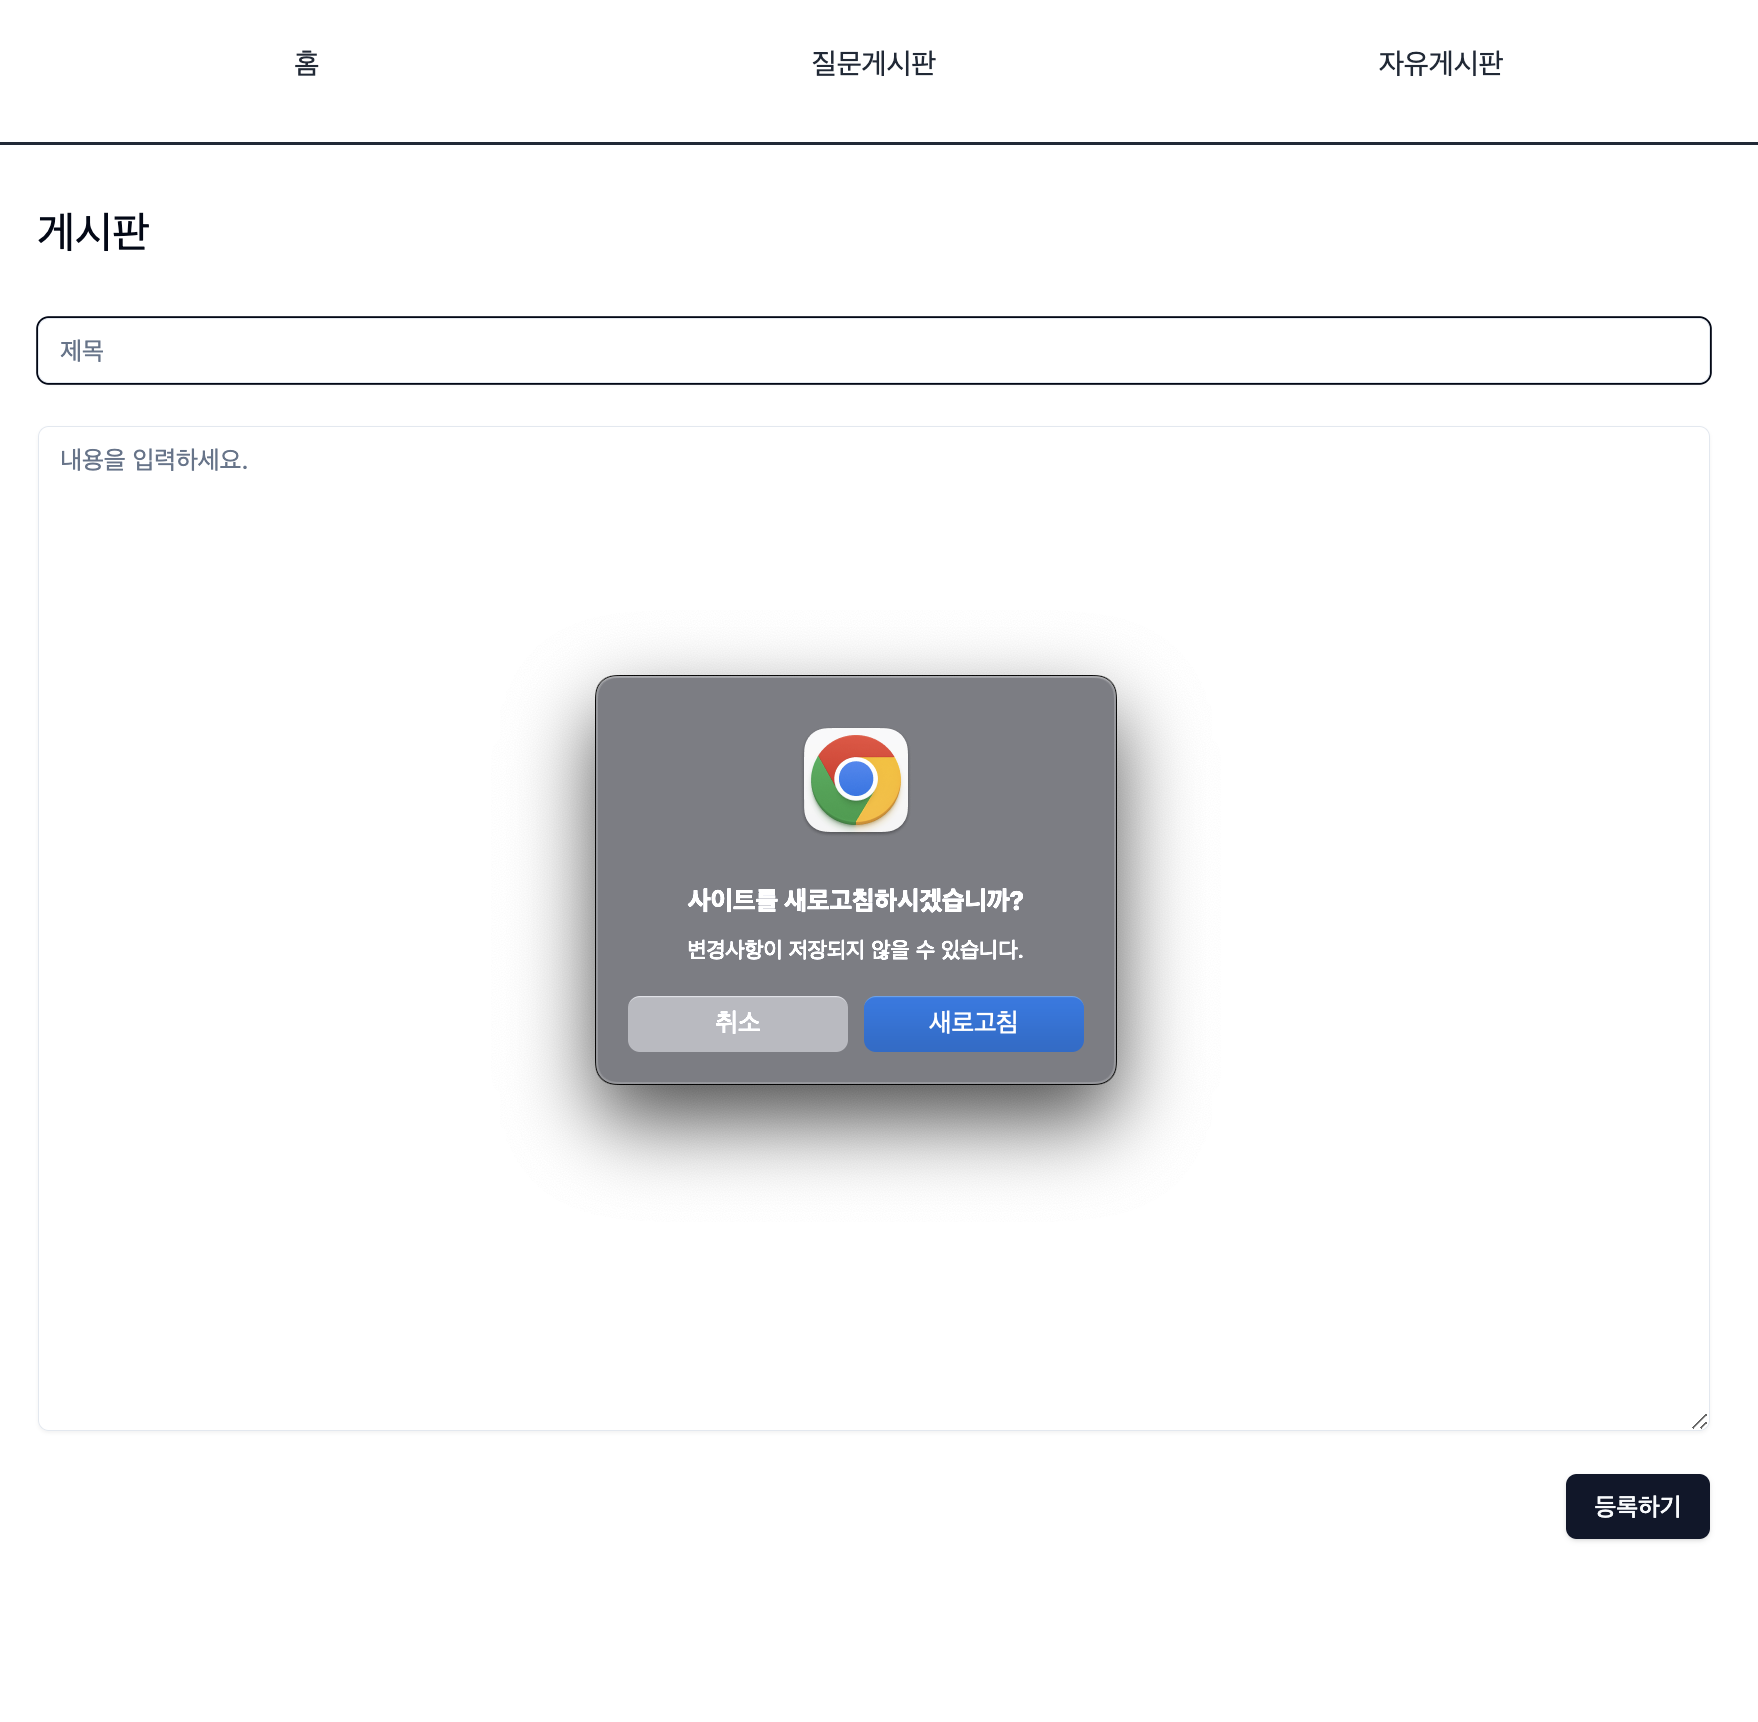 홈 질문게시판 자유게시판
게시판
제목
내용을 입력하세요.
사이트를 새로고침하시겠습니까?
변경사항이 저장되지 않을 수 있습니다.
취소 새로고침
등록하기